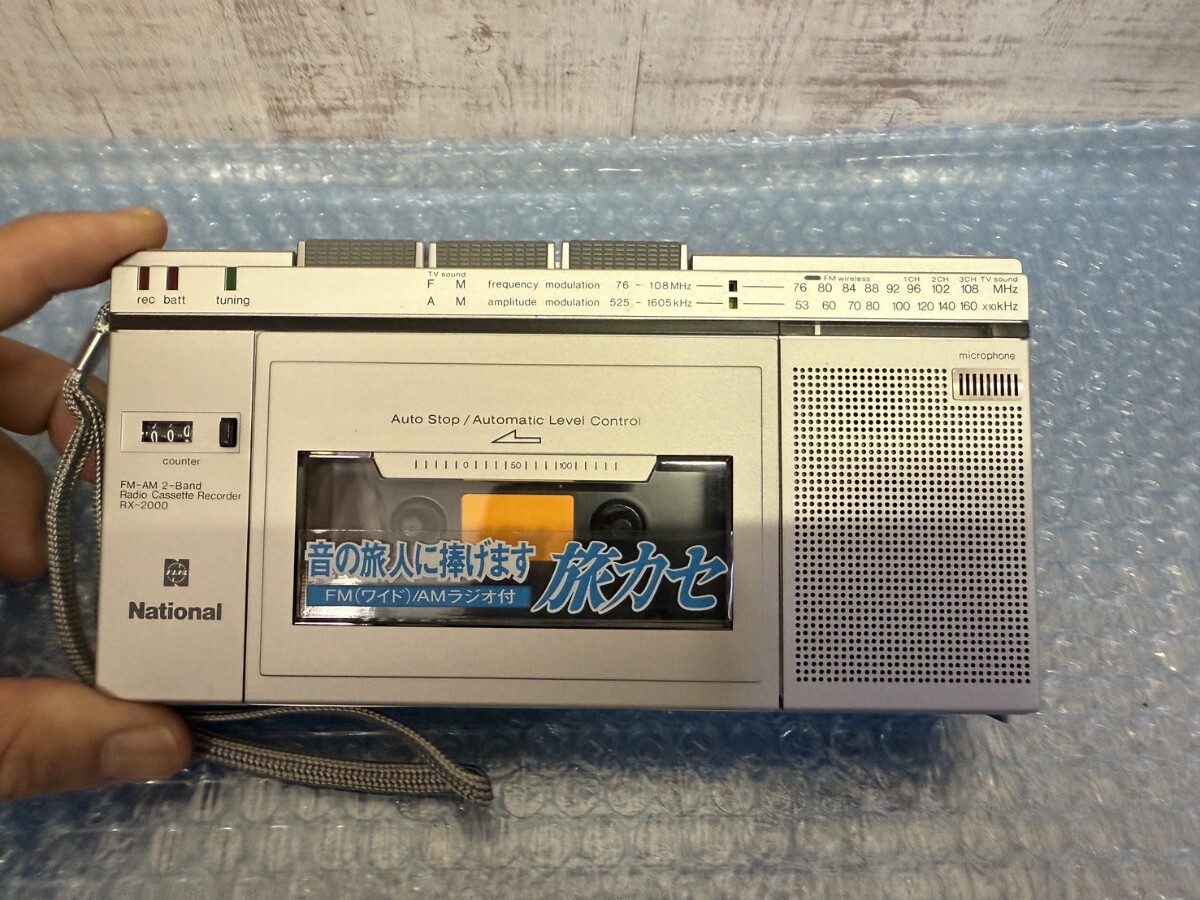 TV sound
FM wireless 1CH 2CH 3CH TV sound
F M frequency modulation 76 - 108MHz 76 80 84 88 92 96 102 108 MHz
A M amplitude modulation 525 - 1605kHz 53 60 70 80 100 120 140 160 x10kHz
rec batt tuning
microphone
Auto Stop / Automatic Level Control
0 50 100
000
counter
FM-AM 2-Band
Radio Cassette Recorder
RX-2000
National
音の旅人に捧げます 旅カセ
FM(ワイド)/AMラジオ付